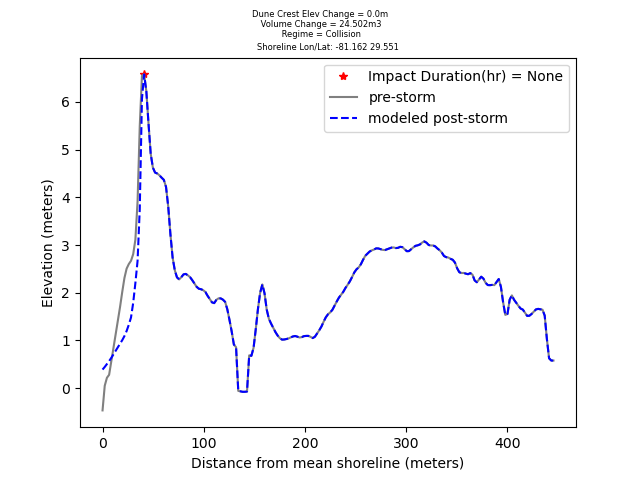 Dune Crest Elev Change = 0.0m
Volume Change = 24.502m3
Regime = Collision
Shoreline Lon/Lat: -81.162 29.551
Impact Duration(hr) = None
pre-storm
modeled post-storm
Elevation (meters)
6
5
4
3
2
1
0
0 100 200 300 400
Distance from mean shoreline (meters)